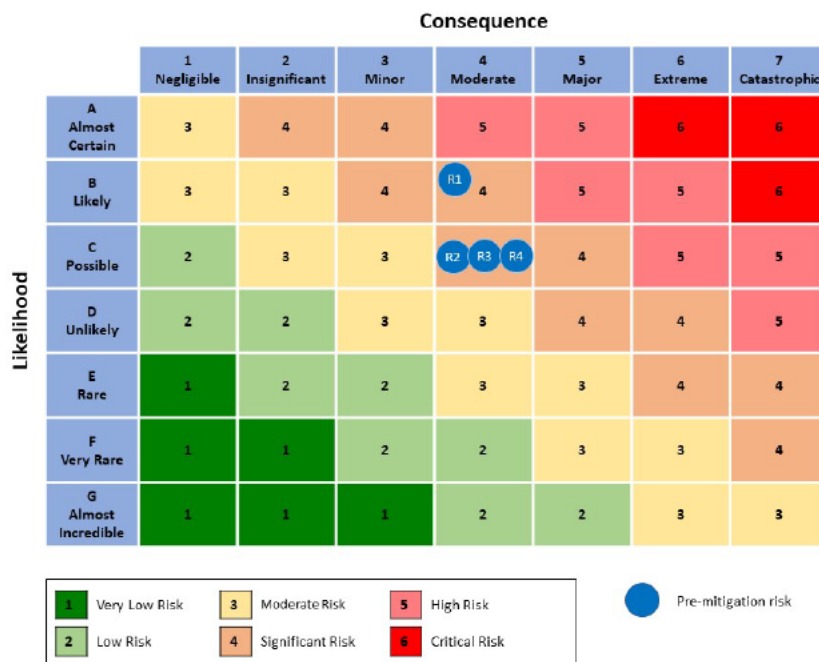 Consequence
1 2 3 4 5 6 7
Negligible Insignificant Minor Moderate Major Extreme Catastrophic
A
Almost
Certain
3 4 4 5 5 6 6
B
Likely
3 3 4 R1 4 5 5 6
C
Possible
2 3 3 R2 R3 R4 4 5 5
D
Unlikely
2 2 3 3 4 4 5
E
Rare
1 2 2 3 3 4 4
F
Very Rare
1 1 2 2 3 3 4
G
Almost
Incredible
1 1 1 2 2 3 3
Likelihood
1 Very Low Risk 3 Moderate Risk 5 High Risk
2 Low Risk 4 Significant Risk 6 Critical Risk
Pre-mitigation risk